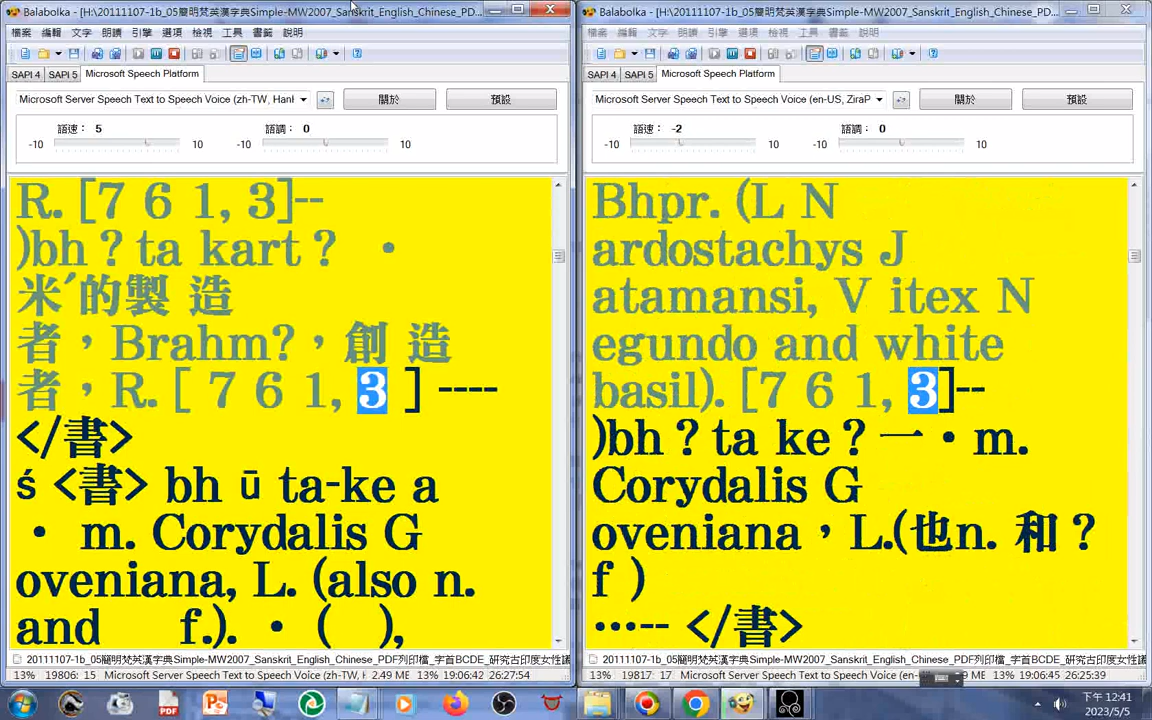 Balabolka - [H:\20111107-1b_05簡明梵英漢字典Simple-MW2007_Sanskrit_English_Chinese_PD...
檔案 編輯 文字 朗讀 引擎 選項 檢視 工具 書籤 說明
SAPI 4 SAPI 5 Microsoft Speech Platform
Microsoft Server Speech Text to Speech Voice (zh-TW, Hanl 關於 預設
語速: 5 語調: 0
-10 10 -10 10
R. [7 6 1, 3]--
)bh ? ta kart ? •
米´的製 造
者，Brahm?，創 造
者，R. [ 7 6 1, 3 ] ----
</書>
ś <書> bh ū ta-ke a
• m. Corydalis G
oveniana, L. (also n.
and f.). • ( ),
20111107-1b_05簡明梵英漢字典Simple-MW2007_Sanskrit_English_Chinese_PDF列印檔_字首BCDE_研究古印度女性議
13% 19806: 15 Microsoft Server Speech Text to Speech Voice (zh-TW, H 2.49 MB 13% 19:06:42 26:27:54
Balabolka - [H:\20111107-1b_05簡明梵英漢字典Simple-MW2007_Sanskrit_English_Chinese_PD...
檔案 編輯 文字 朗讀 引擎 選項 檢視 工具 書籤 說明
SAPI 4 SAPI 5 Microsoft Speech Platform
Microsoft Server Speech Text to Speech Voice (en-US, ZiraP 關於 預設
語速: -2 語調: 0
-10 10 -10 10
Bhpr. (L N
ardostachys J
atamansi, V itex N
egundo and white
basil). [7 6 1, 3]--
)bh ? ta ke ? 一 • m.
Corydalis G
oveniana，L.(也n. 和 ?
f )
…-- </書>
20111107-1b_05簡明梵英漢字典Simple-MW2007_Sanskrit_English_Chinese_PDF列印檔_字首BCDE_研究古印度女性議
13% 19817: 17 Microsoft Server Speech Text to Speech Voice (en-US 13% 19:06:45 26:25:39
下午 12:41
2023/5/5